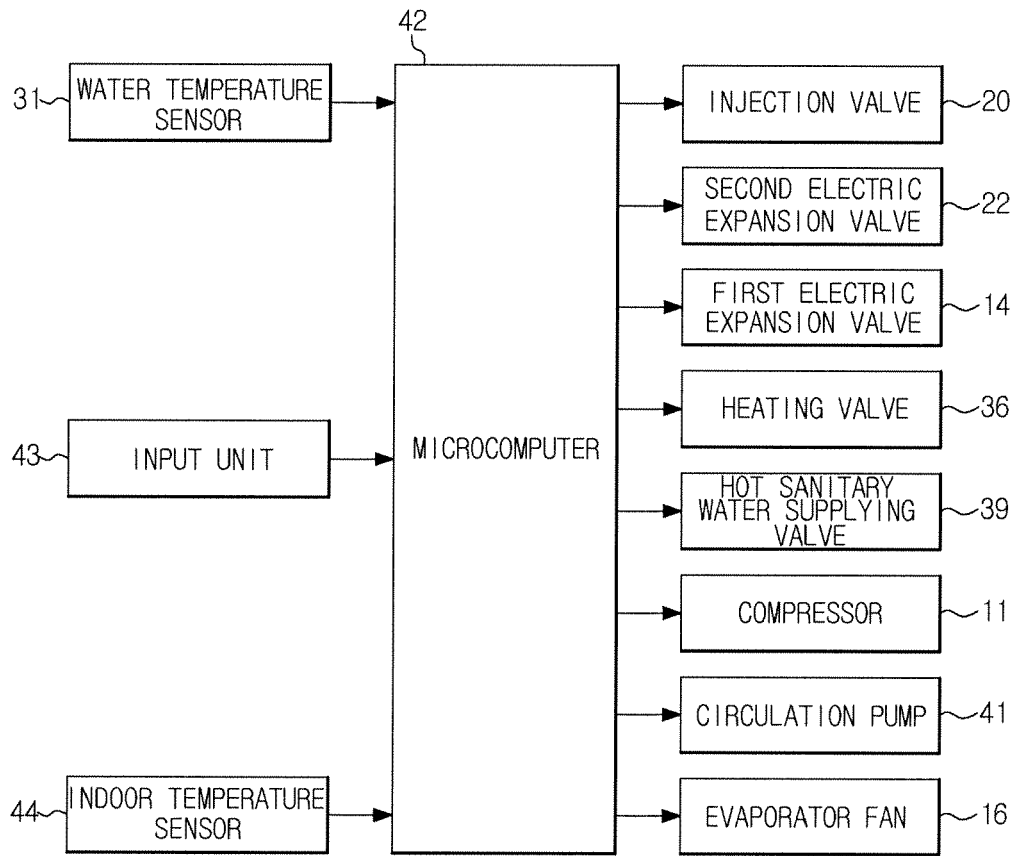 42
31
WATER TEMPERATURE
SENSOR
43
INPUT UNIT
44
INDOOR TEMPERATURE
SENSOR
MICROCOMPUTER
INJECTION VALVE
20
SECOND ELECTRIC
EXPANSION VALVE
22
FIRST ELECTRIC
EXPANSION VALVE
14
HEATING VALVE
36
HOT SANITARY
WATER SUPPLYING
VALVE
39
COMPRESSOR
11
CIRCULATION PUMP
41
EVAPORATOR FAN
16